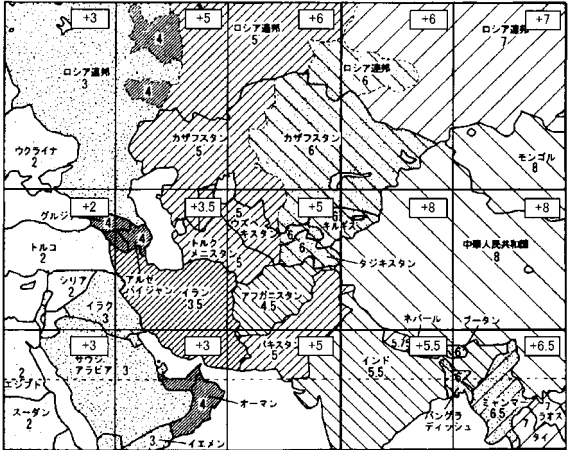 +3
+5
+6
+6
+7
4
ロシア連邦
3
ロシア連邦
5
ロシア連邦
6
ロシア連邦
7
4
ウクライナ
2
カザフスタン
5
カザフスタン
6
モンゴル
8
+2
+3.5
+5
+8
+8
グルジ
4
4
5
ウズベ
キスタン
6
6
6
キルギス
トルコ
2
トルク
メニスタン
5
タジキスタン
中華人民共和国
8
シリア
2
アルゼ
バイジャン
イラン
3.5
アフガニスタン
4.5
イラク
3
ネパール
ブータン
+3
+3
+5
+5.5
+6.5
サウジ
アラビア
3
パキスタン
5
5.75
6
インド
5.5
2
エジプト
4
オーマン
6
6
ミャンマー
6.5
スーダン
2
バングラ
ディッシュ
7
ラオス
7
タイ
3
イエメン